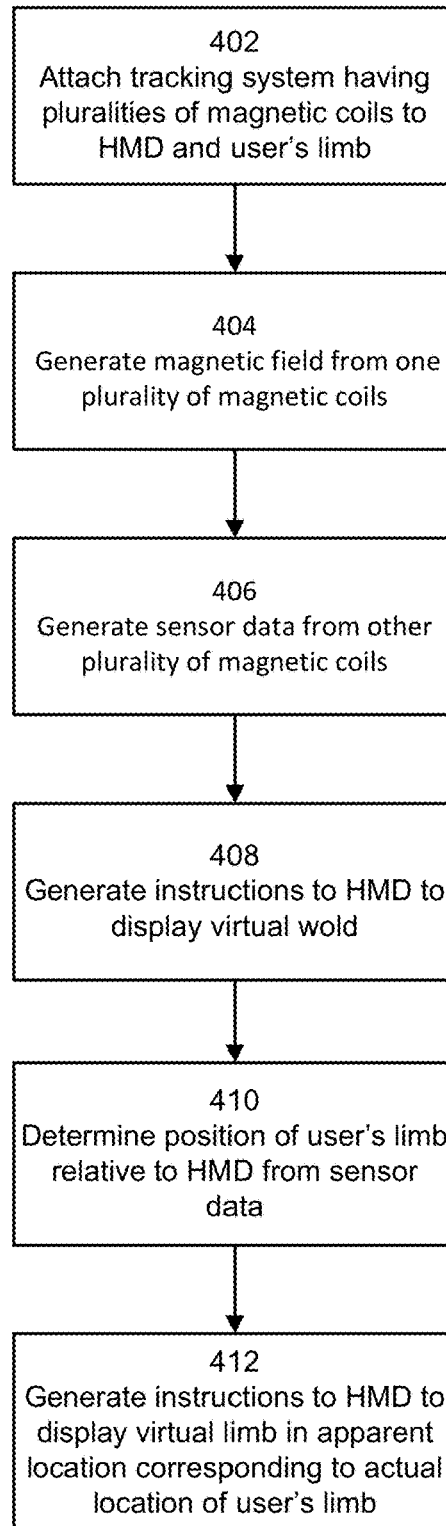 402
Attach tracking system having
pluralities of magnetic coils to
HMD and user's limb
404
Generate magnetic field from one
plurality of magnetic coils
406
Generate sensor data from other
plurality of magnetic coils
408
Generate instructions to HMD to
display virtual wold
410
Determine position of user's limb
relative to HMD from sensor
data
412
Generate instructions to HMD to
display virtual limb in apparent
location corresponding to actual
location of user's limb